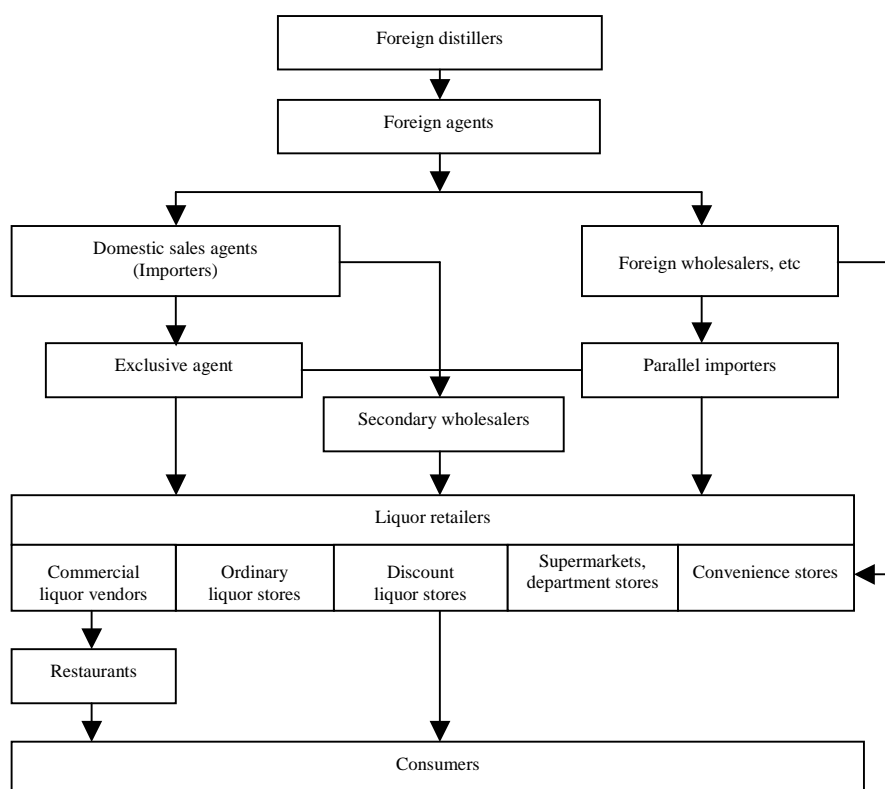 Foreign distillers
Foreign agents
Domestic sales agents
(Importers)
Foreign wholesalers, etc
Exclusive agent
Parallel importers
Secondary wholesalers
Liquor retailers
Commercial
liquor vendors
Ordinary
liquor stores
Discount
liquor stores
Supermarkets,
department stores
Convenience stores
Restaurants
Consumers